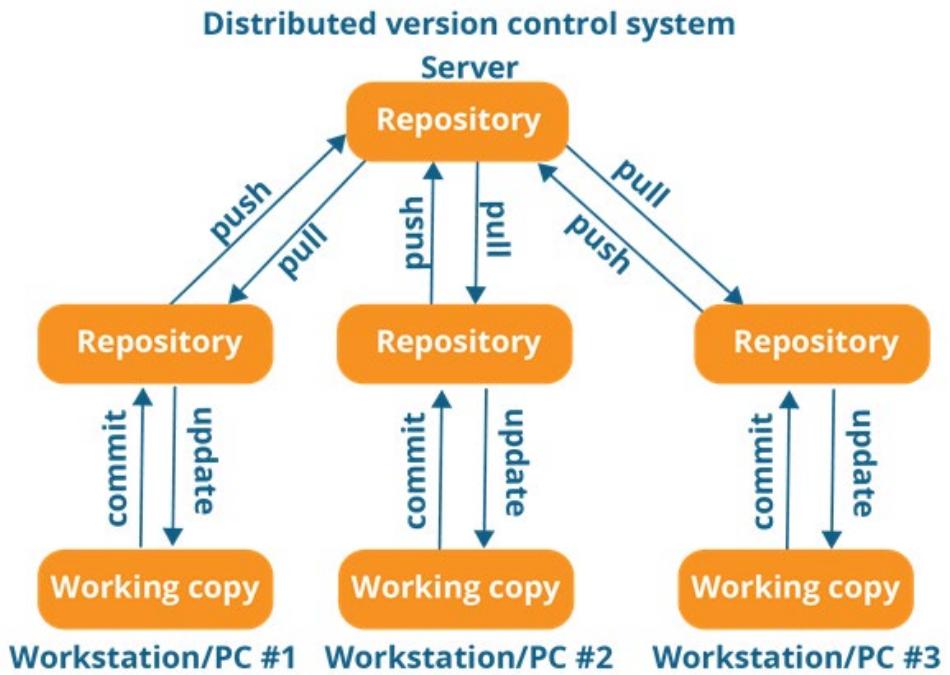 Distributed version control system
Server
Repository
push
pull
push
pull
push
pull
Repository
Repository
Repository
commit
update
commit
update
commit
update
Working copy
Working copy
Working copy
Workstation/PC #1
Workstation/PC #2
Workstation/PC #3